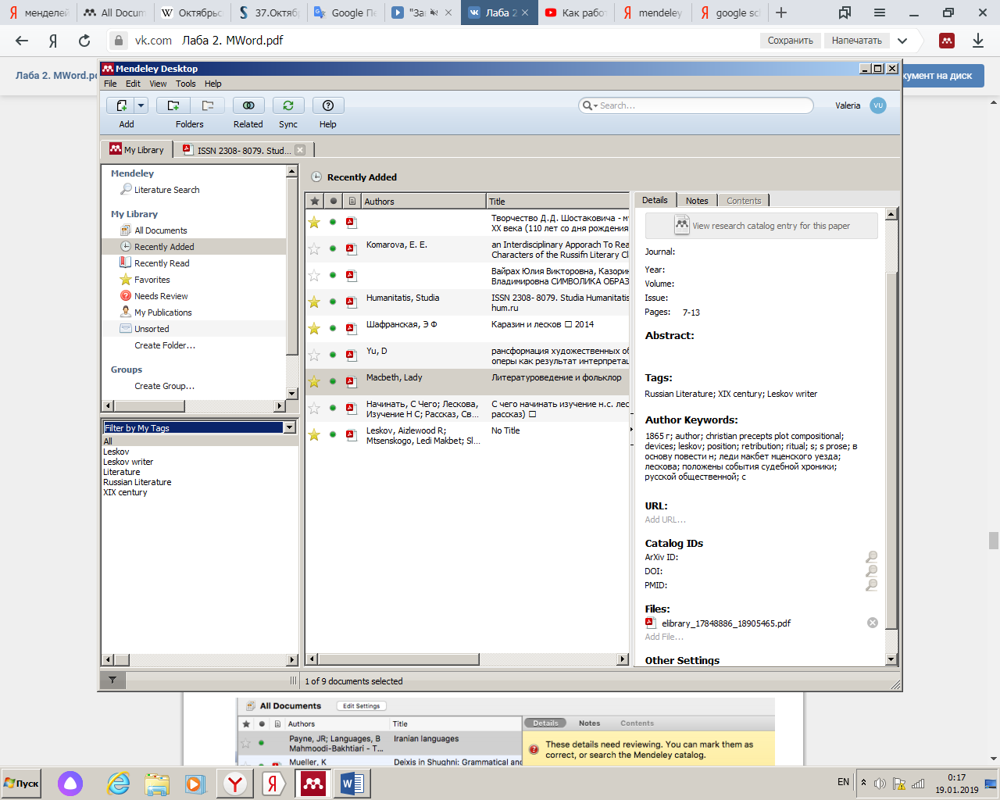 менделей
All Docum
Октябрьс
37.Октяб
Google Пе
"За
Лаба 2
Как рабо
mendeley
google sch
vk.com Лаба 2. MWord.pdf
Сохранить
Напечатать
Лаба 2. MWord.pd
кумент на диск
Mendeley Desktop
File Edit View Tools Help
Add
Folders
Related
Sync
Help
Search...
Valeria
VU
My Library
ISSN 2308- 8079. Stud...
Mendeley
Literature Search
My Library
All Documents
Recently Added
Recently Read
Favorites
Needs Review
My Publications
Unsorted
Create Folder...
Groups
Create Group...
Filter by My Tags
All
Leskov
Leskov writer
Literature
Russian Literature
XIX century
Recently Added
Authors Title
Творчество Д.Д. Шостаковича - му
XX века (110 лет со дня рождения
Komarova, E. E.
an Interdisciplinary Apporach To Rea
Characters of the Russifn Literary Cl
Вайрах Юлия Викторовна, Казорин
Владимировна СИМВОЛИКА ОБРАЗ
Humanitatis, Studia
ISSN 2308- 8079. Studia Humanitatis
hum.ru
Шафранская, Э Ф
Каразин и лесков □ 2014
Yu, D
рансформация художественных об
оперы как результат интерпретац
Macbeth, Lady
Литературоведение и фольклор
Начинать, С Чего; Лескова,
Изучение Н С; Рассказ, Св...
С чего начинать изучение н.с. лес
рассказ) □
Leskov, Aizlewood R;
Mtsenskogo, Ledi Makbet; Sl...
No Title
Details Notes Contents
View research catalog entry for this paper
Journal:
Year:
Volume:
Issue:
Pages: 7-13
Abstract:
Tags:
Russian Literature; XIX century; Leskov writer
Author Keywords:
1865 г; author; christian precepts plot compositional;
devices; leskov; position; retribution; ritual; s; s prose; в
основу повести н; леди макбет мценского уезда;
лескова; положены события судебной хроники;
русской общественной; с
URL:
Add URL...
Catalog IDs
ArXiv ID:
DOI:
PMID:
Files:
elibrary_17848886_18905465.pdf
Add File...
Other Settings
1 of 9 documents selected
All Documents
Edit Settings
Authors Title
Payne, JR; Languages, B
Mahmoodi-Bakhtiari - T...
Iranian languages
Mueller, K
Deixis in Shughni: Grammatical and
Details Notes Contents
These details need reviewing. You can mark them as
correct, or search the Mendeley catalog.
Пуск
EN
0:17
19.01.2019